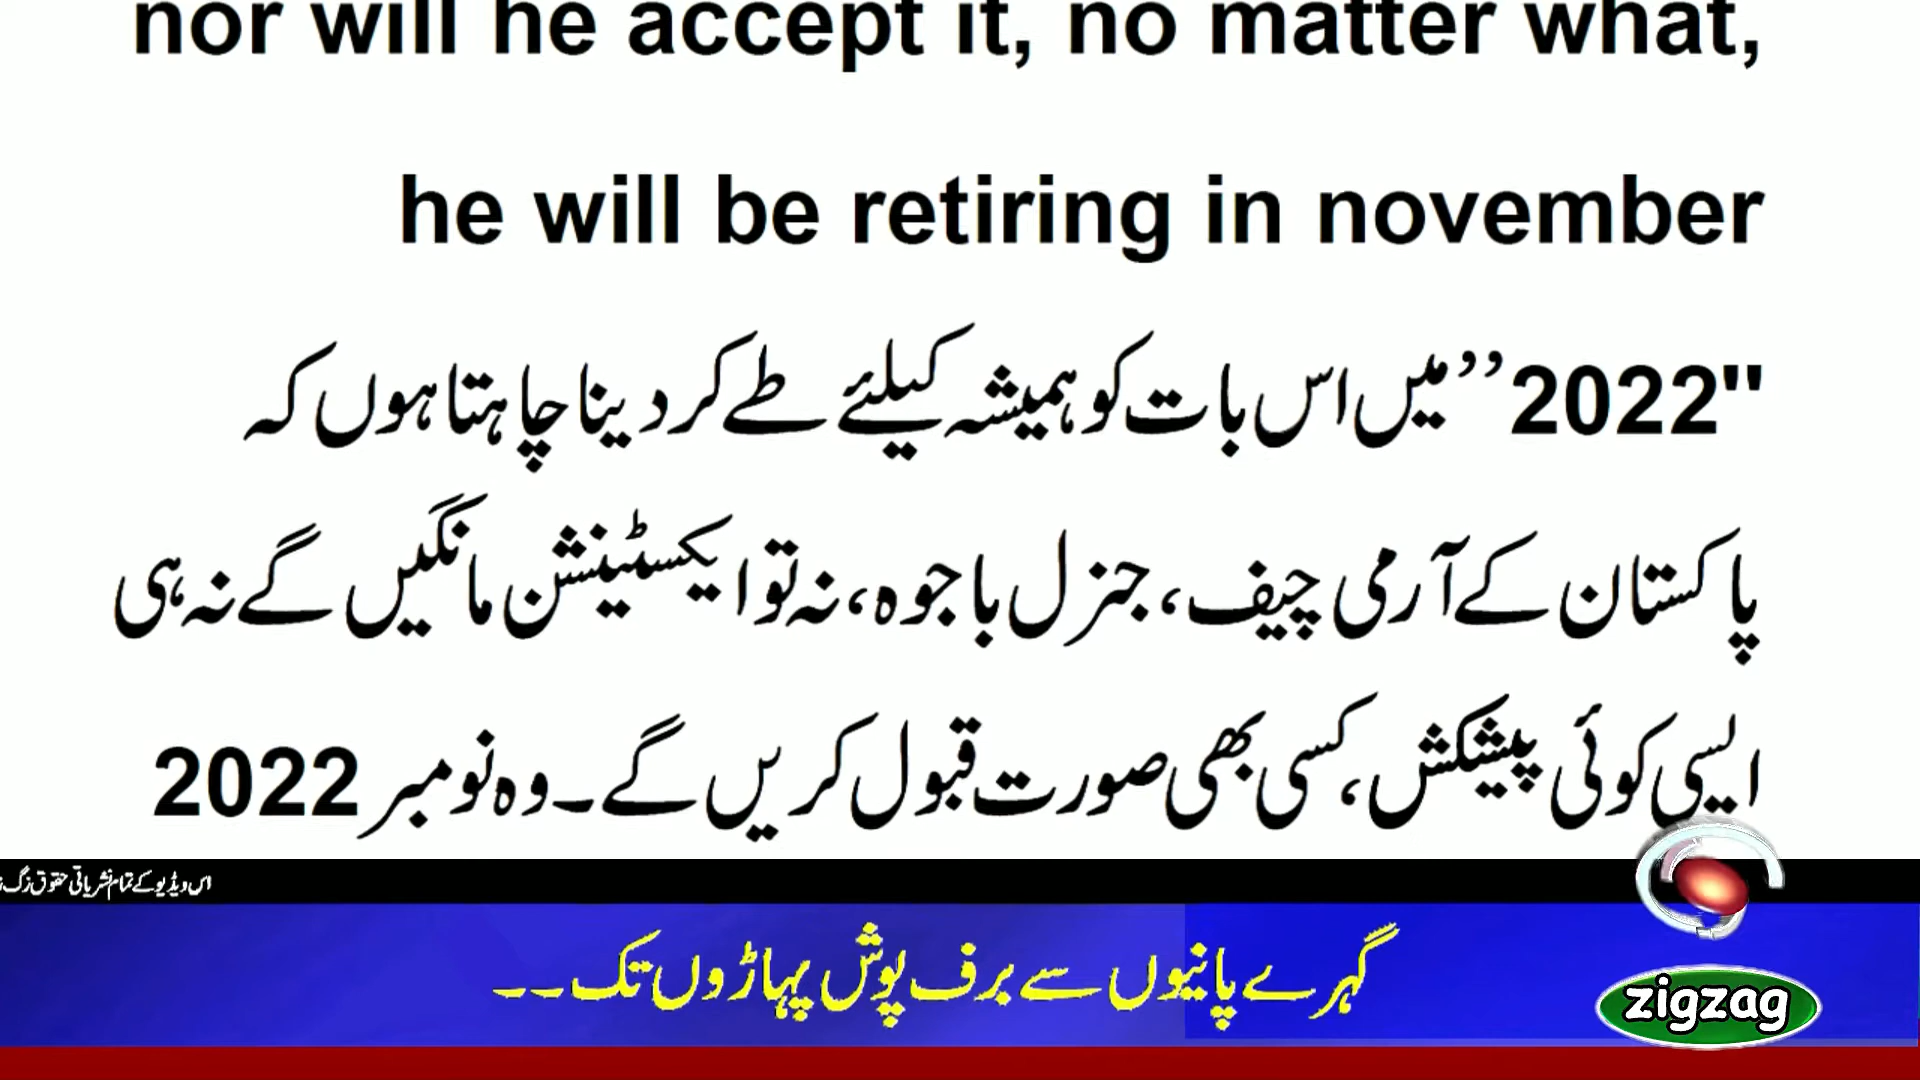 nor will he accept it, no matter what,
he will be retiring in november
2022" ’’میں اس بات کو ہمیشہ کیلئے طے کر دینا چاہتا ہوں کہ
پاکستان کے آرمی چیف، جنرل باجوہ، نہ تو ایکسٹینشن مانگیں گے نہ ہی
ایسی کوئی پیشکش، کسی بھی صورت قبول کریں گے۔ وہ نومبر 2022
اس ویڈیو کے تمام نشریاتی حقوق زگ
گہرے پانیوں سے برف پوش پہاڑوں تک۔۔
zigzag